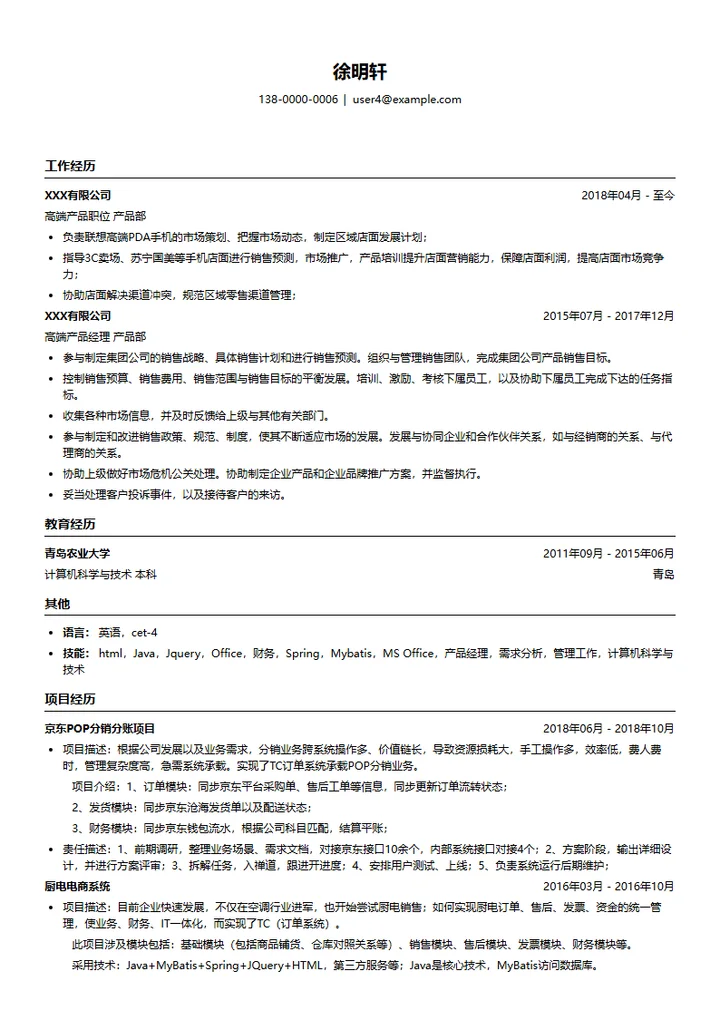 徐明轩
138-0000-0006 | user4@example.com
工作经历
XXX有限公司 2018年04月 - 至今
高端产品职位 产品部
• 负责联想高端PDA手机的市场策划、把握市场动态，制定区域店面发展计划；
• 指导3C卖场、苏宁国美等手机店面进行销售预测，市场推广，产品培训提升店面营销能力，保障店面利润，提高店面市场竞争
力；
• 协助店面解决渠道冲突，规范区域零售渠道管理；
XXX有限公司 2015年07月 - 2017年12月
高端产品经理 产品部
• 参与制定集团公司的销售战略、具体销售计划和进行销售预测。组织与管理销售团队，完成集团公司产品销售目标。
• 控制销售预算、销售费用、销售范围与销售目标的平衡发展。培训、激励、考核下属员工，以及协助下属员工完成下达的任务指
标。
• 收集各种市场信息，并及时反馈给上级与其他有关部门。
• 参与制定和改进销售政策、规范、制度，使其不断适应市场的发展。发展与协同企业和合作伙伴关系，如与经销商的关系、与代
理商的关系。
• 协助上级做好市场危机公关处理。协助制定企业产品和企业品牌推广方案，并监督执行。
• 妥当处理客户投诉事件，以及接待客户的来访。
教育经历
青岛农业大学 2011年09月 - 2015年06月
计算机科学与技术 本科 青岛
其他
• 语言： 英语，cet-4
• 技能： html，Java，Jquery，Office，财务，Spring，Mybatis，MS Office，产品经理，需求分析，管理工作，计算机科学与
技术
项目经历
京东POP分销分账项目 2018年06月 - 2018年10月
• 项目描述：根据公司发展以及业务需求，分销业务跨系统操作多、价值链长，导致资源损耗大，手工操作多，效率低，费人费
时，管理复杂度高，急需系统承载。实现了TC订单系统承载POP分销业务。
项目介绍：1、订单模块：同步京东平台采购单、售后工单等信息，同步更新订单流转状态；
2、发货模块：同步京东沧海发货单以及配送状态；
3、财务模块：同步京东钱包流水，根据公司科目匹配，结算平账；
• 责任描述：1、前期调研，整理业务场景、需求文档，对接京东接口10余个，内部系统接口对接4个；2、方案阶段，输出详细设
计，并进行方案评审；3、拆解任务，入禅道，跟进开进度；4、安排用户测试、上线；5、负责系统运行后期维护；
厨电电商系统 2016年03月 - 2016年10月
• 项目描述：目前企业快速发展，不仅在空调行业进军，也开始尝试厨电销售；如何实现厨电订单、售后、发票、资金的统一管
理，使业务、财务、IT一体化，而实现了TC（订单系统）。
此项目涉及模块包括：基础模块（包括商品铺货、仓库对照关系等）、销售模块、售后模块、发票模块、财务模块等。
采用技术：Java+MyBatis+Spring+JQuery+HTML，第三方服务等；Java是核心技术，MyBatis访问数据库。